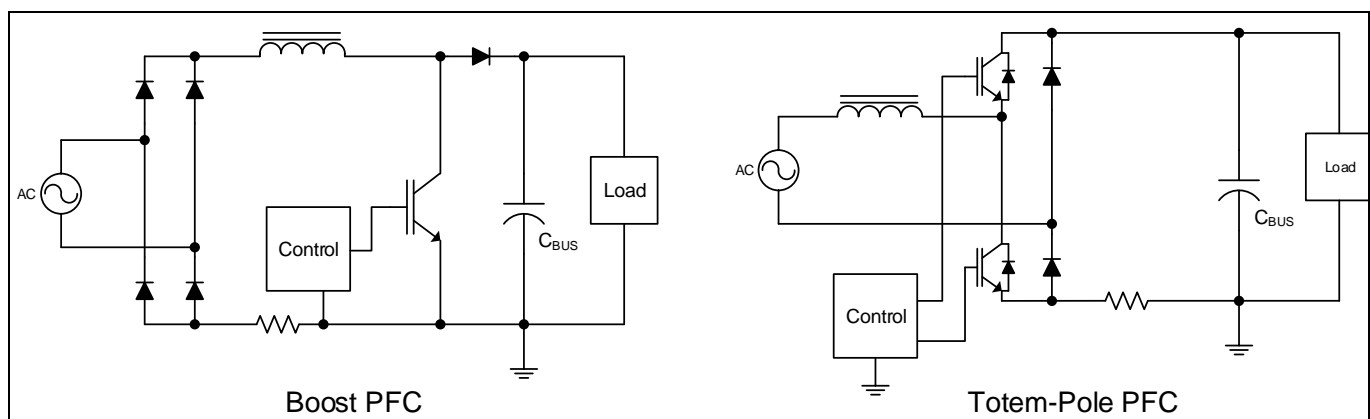 AC
Control
C_BUS
Load
Boost PFC
AC
Control
C_BUS
Load
Totem-Pole PFC